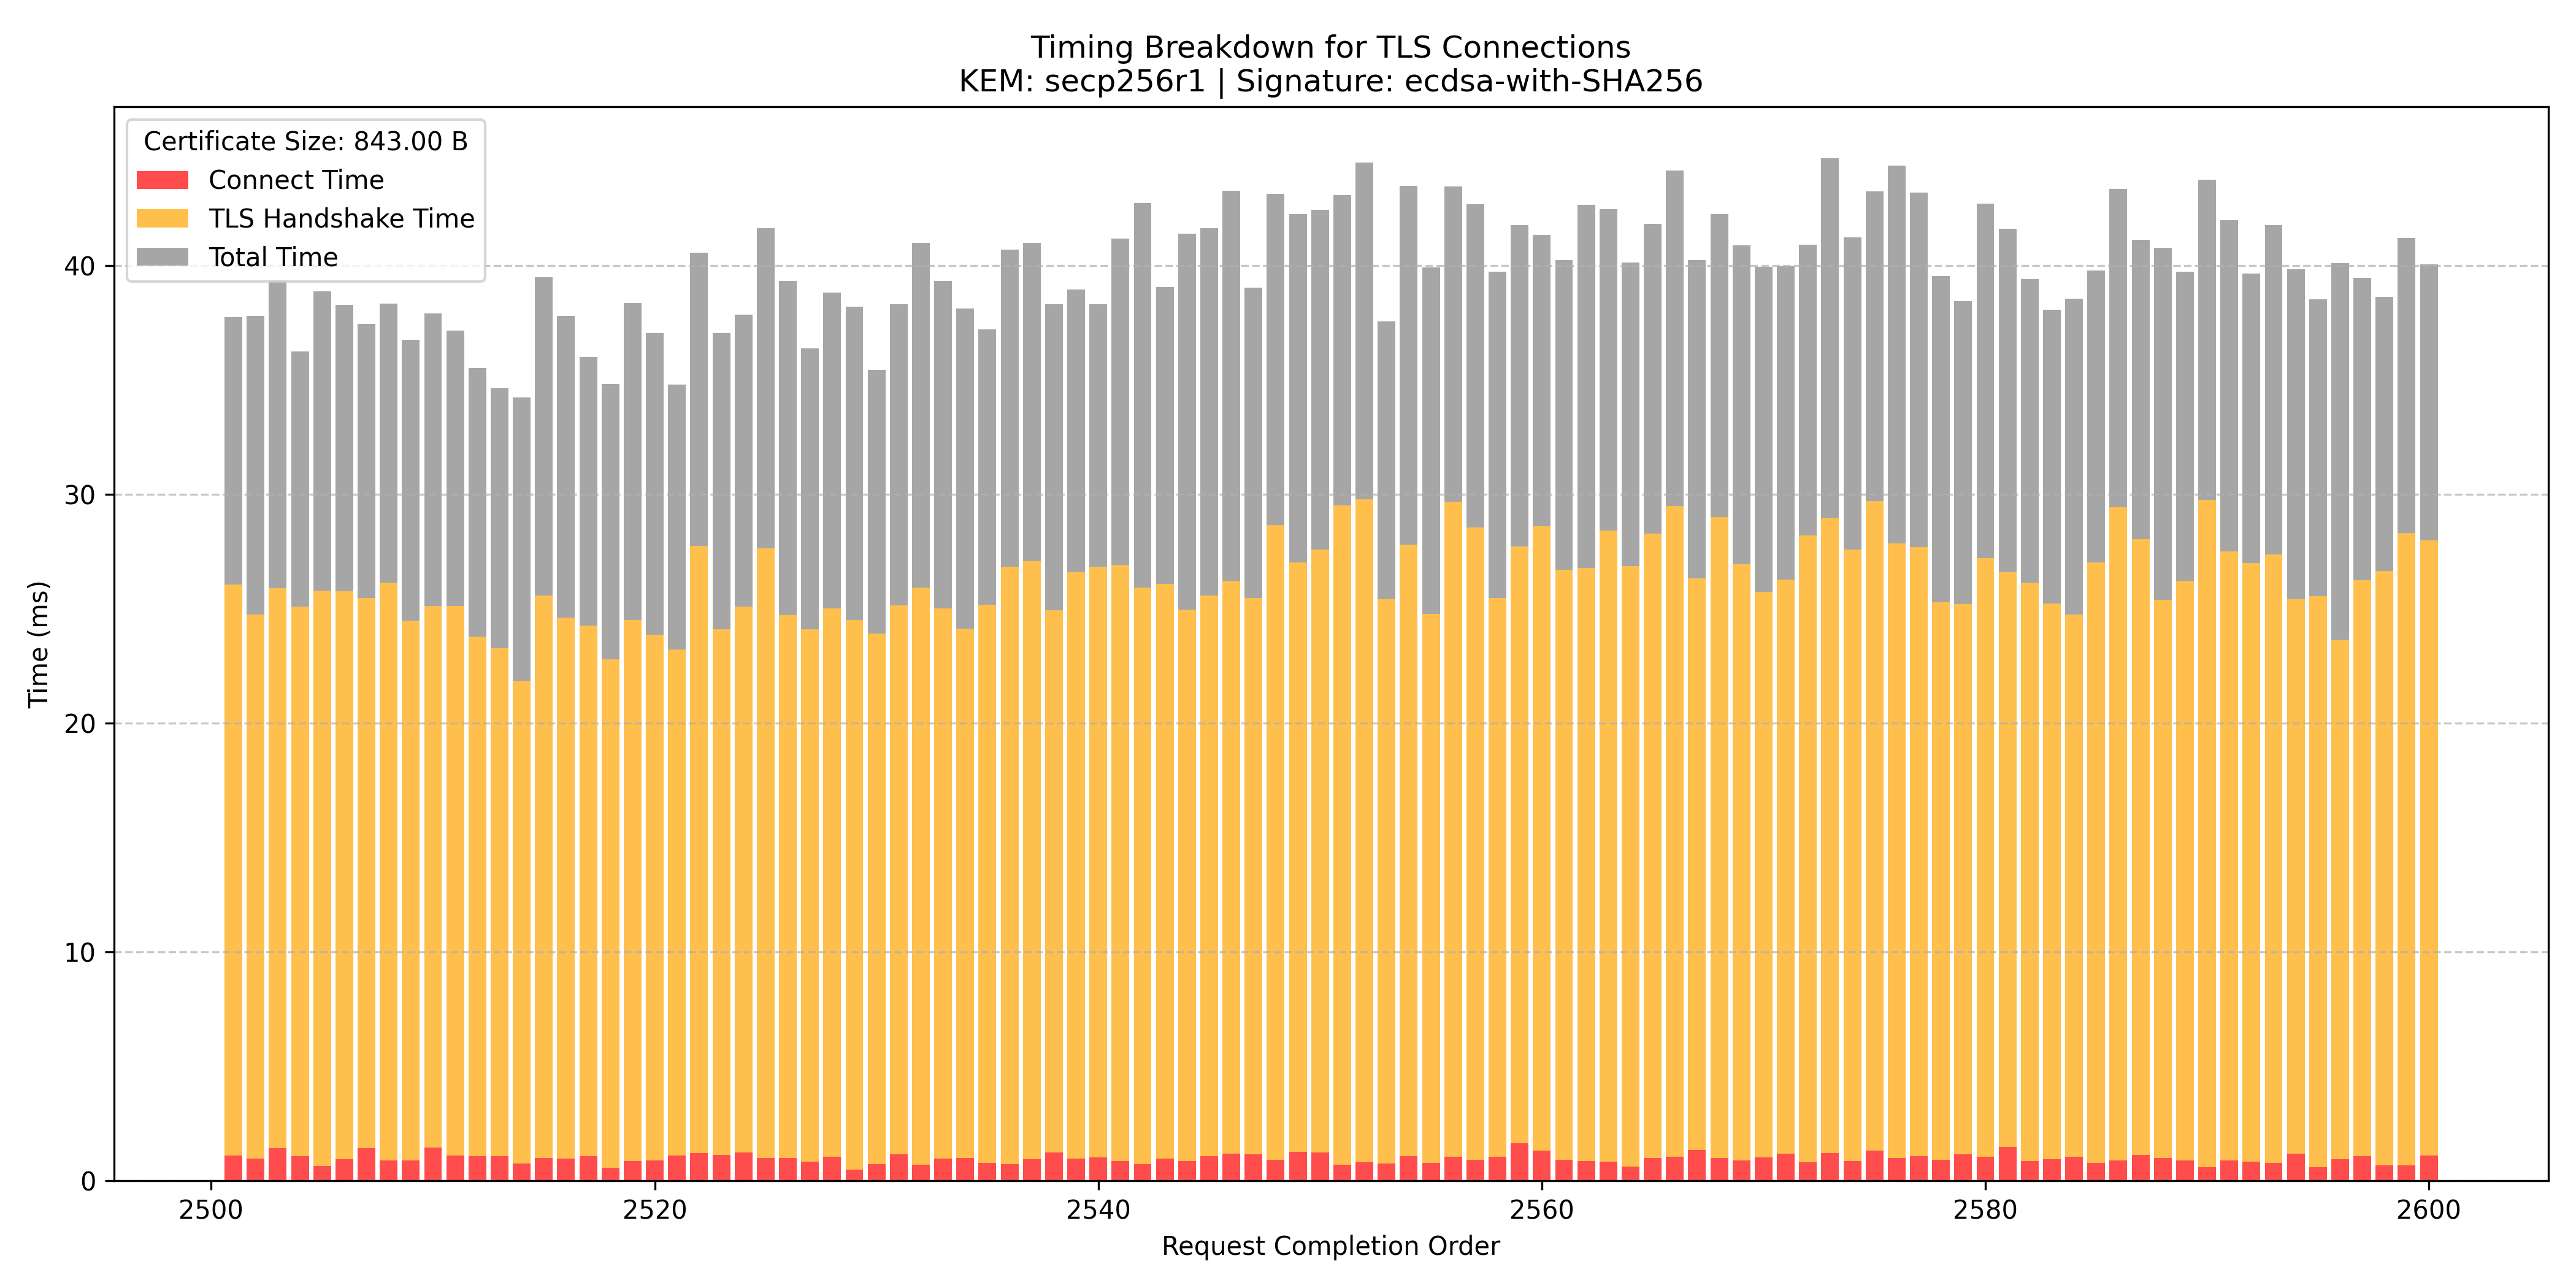 Timing Breakdown for TLS Connections
KEM: secp256r1 | Signature: ecdsa-with-SHA256
Certificate Size: 843.00 B
Connect Time
TLS Handshake Time
Total Time
Time (ms)
40
30
20
10
0
2500 2520 2540 2560 2580 2600
Request Completion Order